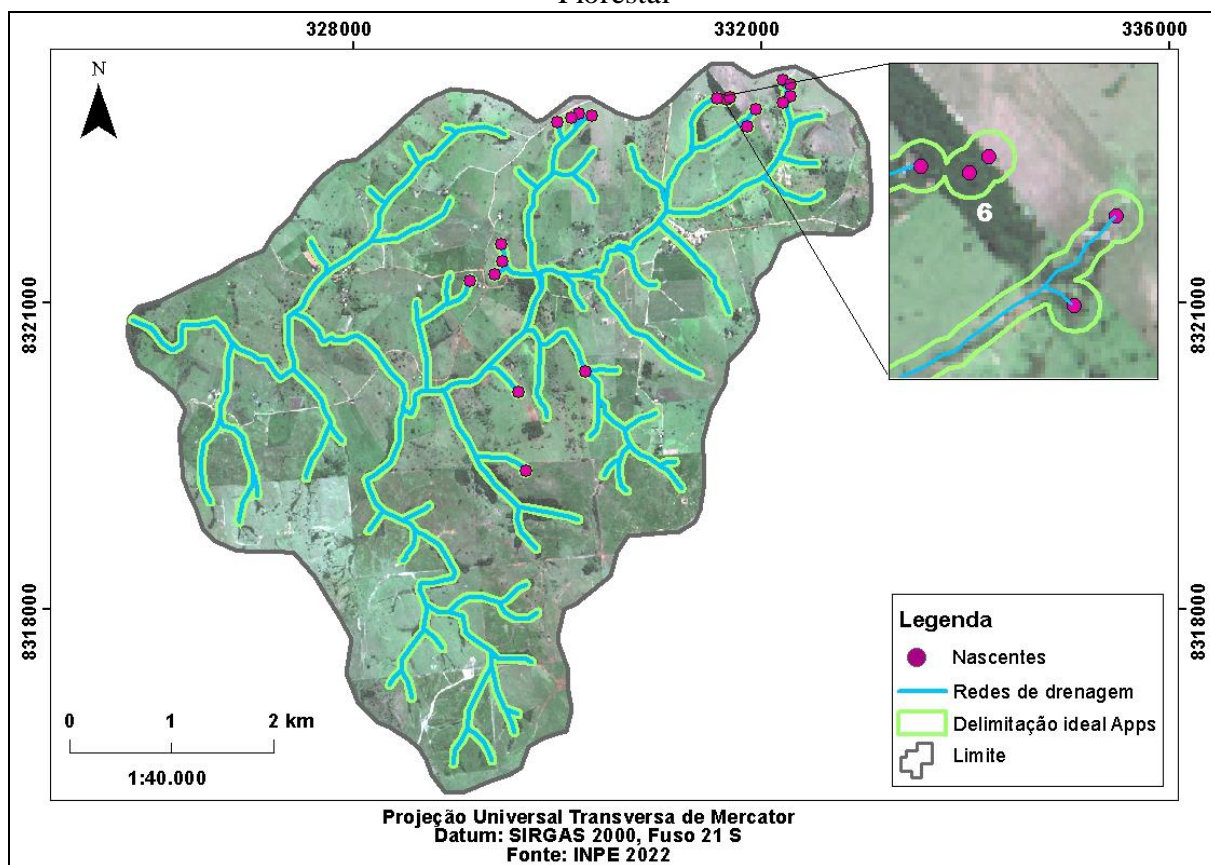 Florestal
328000
332000
336000
N
6
8321000
8321000
8318000
8318000
Legenda
Nascentes
Redes de drenagem
Delimitação ideal Apps
Limite
0 1 2 km
1:40.000
Projeção Universal Transversa de Mercator
Datum: SIRGAS 2000, Fuso 21 S
Fonte: INPE 2022